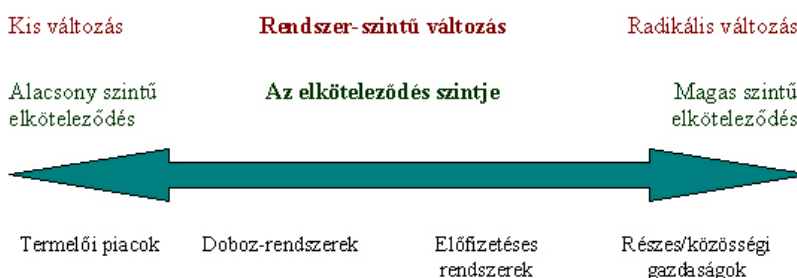 Kis változás Rendszer-szintű változás Radikális változás
Alacsony szintű elköteleződés Az elköteleződés szintje Magas szintű elköteleződés
Termelői piacok Doboz-rendszerek Előfizetéses rendszerek Részes/közösségi gazdaságok